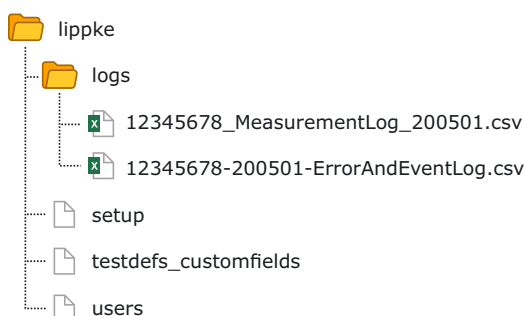 lippke
logs
12345678_MeasurementLog_200501.csv
12345678-200501-ErrorAndEventLog.csv
setup
testdefs_customfields
users